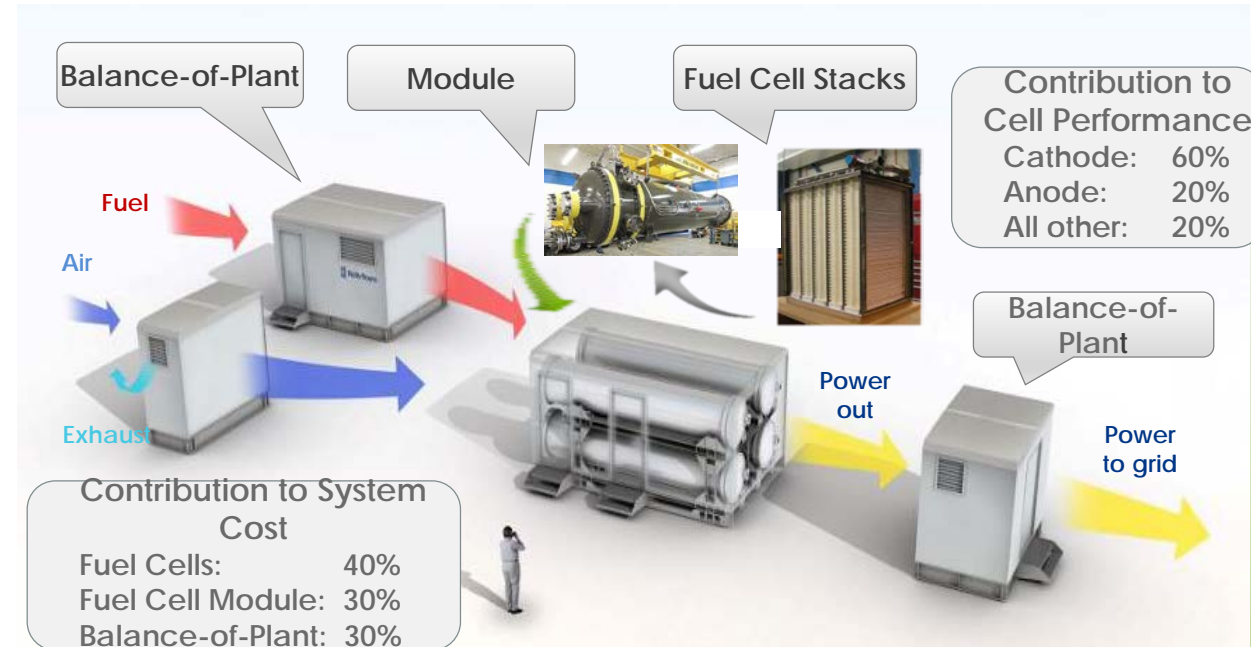 Balance-of-Plant
Module
Fuel Cell Stacks
Contribution to
Cell Performance
Cathode: 60%
Anode: 20%
All other: 20%
Fuel
Air
Exhaust
Balance-of-
Plant
Power
out
Power
to grid
Contribution to System
Cost
Fuel Cells: 40%
Fuel Cell Module: 30%
Balance-of-Plant: 30%